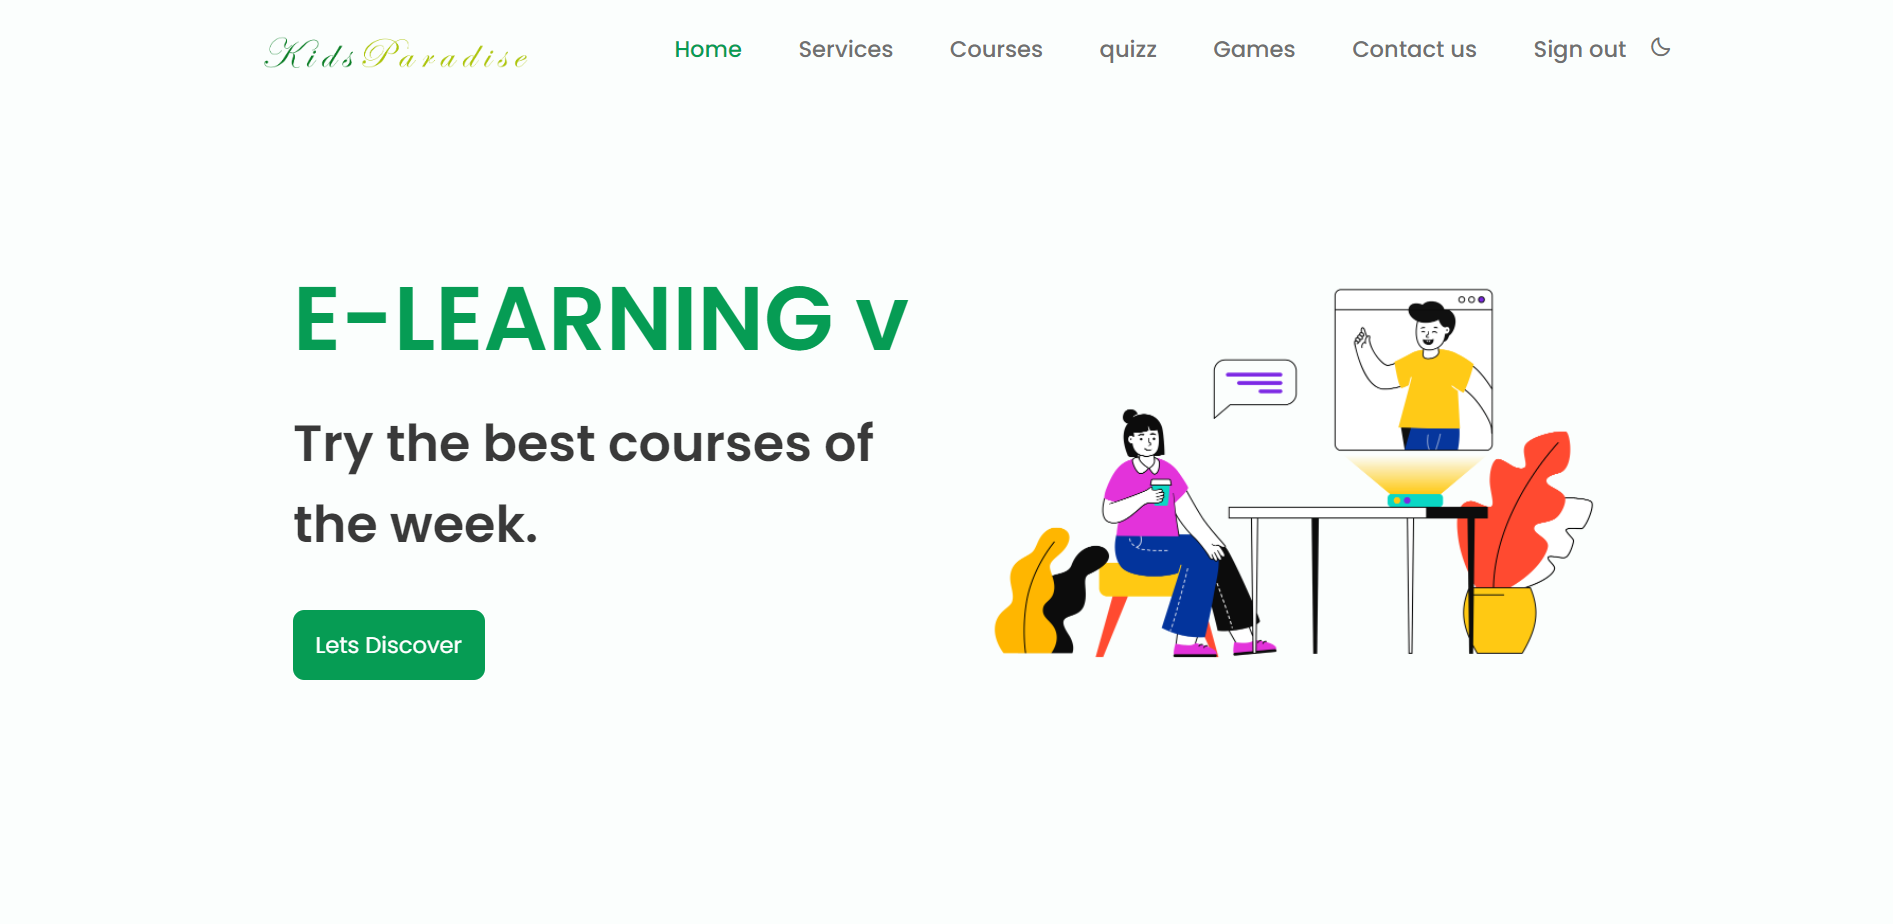 Kids Paradise
Home Services Courses quizz Games Contact us Sign out
E-LEARNING v
Try the best courses of
the week.
Lets Discover